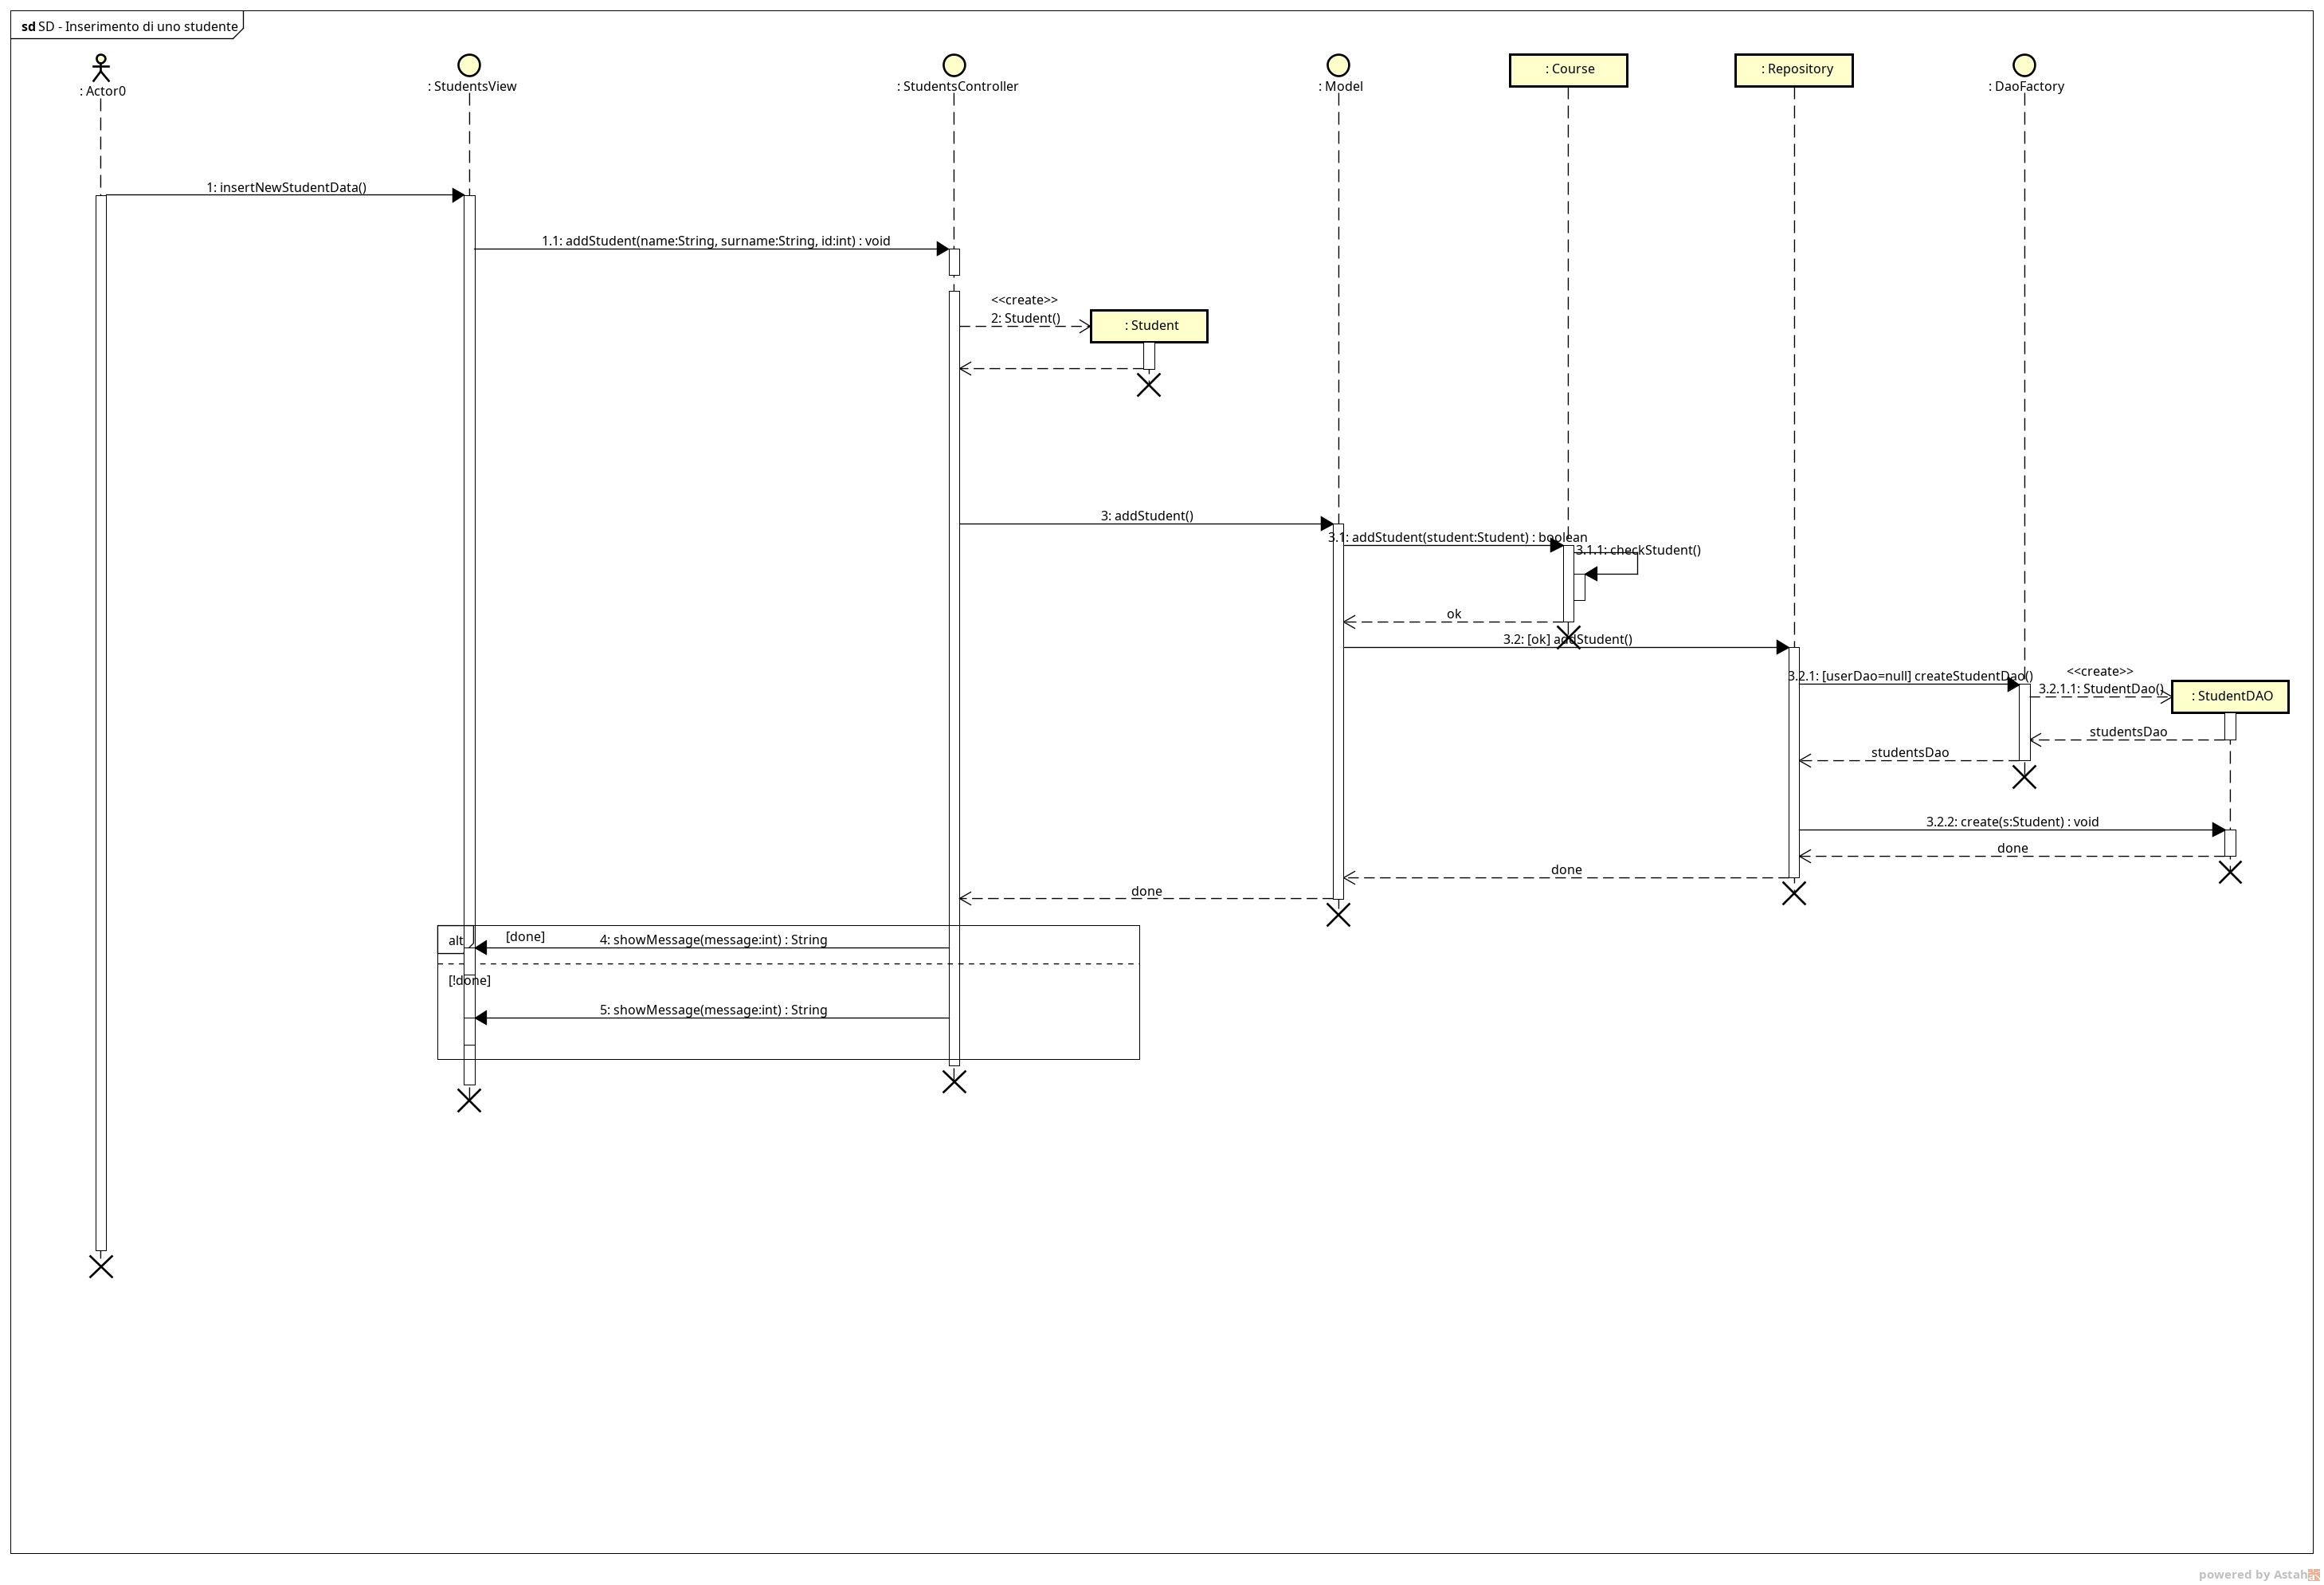 sd SD - Inserimento di uno studente
: Actor0
: StudentsView
: StudentsController
: Model
: Course
: Repository
: DaoFactory
1: insertNewStudentData()
1.1: addStudent(name:String, surname:String, id:int) : void
<<create>>
2: Student()
: Student
3: addStudent()
3.1: addStudent(student:Student) : boolean
3.1.1: checkStudent()
ok
3.2: [ok] addStudent()
3.2.1: [userDao=null] createStudentDao()
<<create>>
3.2.1.1: StudentDao()
: StudentDAO
studentsDao
studentsDao
3.2.2: create(s:Student) : void
done
done
done
alt
[done]
4: showMessage(message:int) : String
[!done]
5: showMessage(message:int) : String
powered by Astah